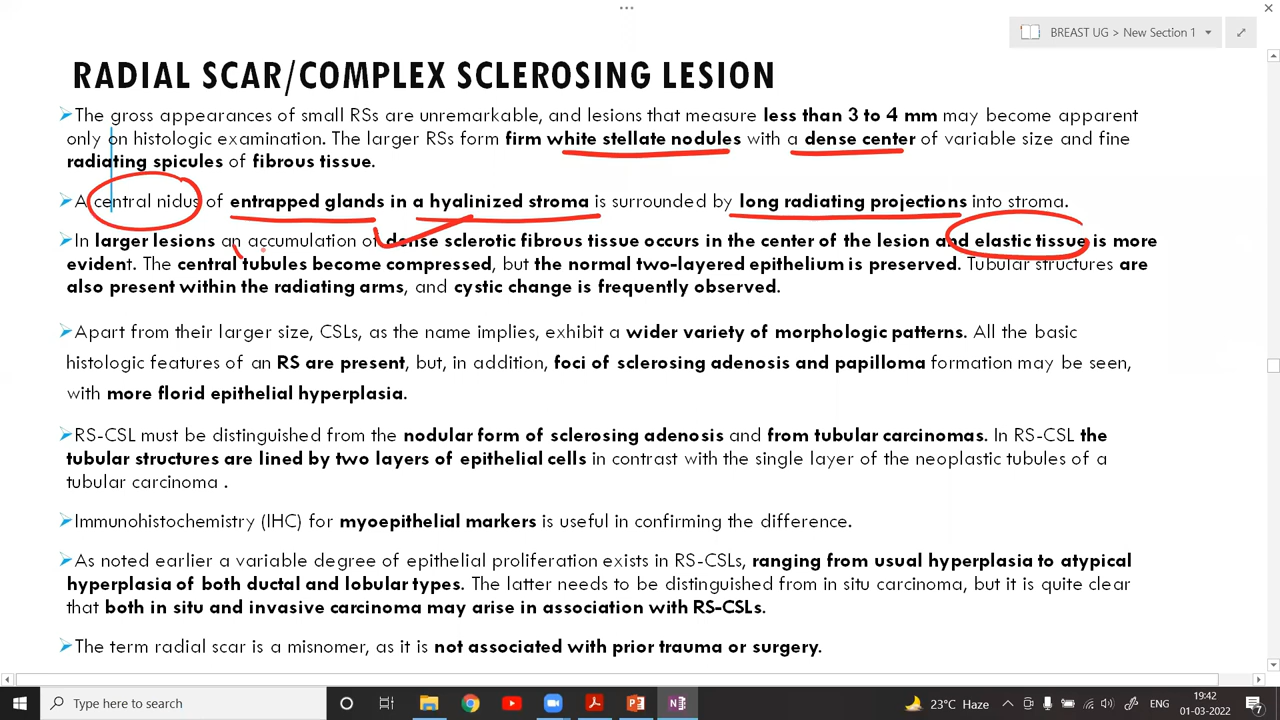 BREAST UG > New Section 1
RADIAL SCAR/COMPLEX SCLEROSING LESION
The gross appearances of small RSs are unremarkable, and lesions that measure less than 3 to 4 mm may become apparent
only on histologic examination. The larger RSs form firm white stellate nodules with a dense center of variable size and fine
radiating spicules of fibrous tissue.
A central nidus of entrapped glands in a hyalinized stroma is surrounded by long radiating projections into stroma.
In larger lesions an accumulation of dense sclerotic fibrous tissue occurs in the center of the lesion and elastic tissue is more
evident. The central tubules become compressed, but the normal two-layered epithelium is preserved. Tubular structures are
also present within the radiating arms, and cystic change is frequently observed.
Apart from their larger size, CSLs, as the name implies, exhibit a wider variety of morphologic patterns. All the basic
histologic features of an RS are present, but, in addition, foci of sclerosing adenosis and papilloma formation may be seen,
with more florid epithelial hyperplasia.
RS-CSL must be distinguished from the nodular form of sclerosing adenosis and from tubular carcinomas. In RS-CSL the
tubular structures are lined by two layers of epithelial cells in contrast with the single layer of the neoplastic tubules of a
tubular carcinoma .
Immunohistochemistry (IHC) for myoepithelial markers is useful in confirming the difference.
As noted earlier a variable degree of epithelial proliferation exists in RS-CSLs, ranging from usual hyperplasia to atypical
hyperplasia of both ductal and lobular types. The latter needs to be distinguished from in situ carcinoma, but it is quite clear
that both in situ and invasive carcinoma may arise in association with RS-CSLs.
The term radial scar is a misnomer, as it is not associated with prior trauma or surgery.
Type here to search
23°C Haze
ENG
19:42
01-03-2022
7